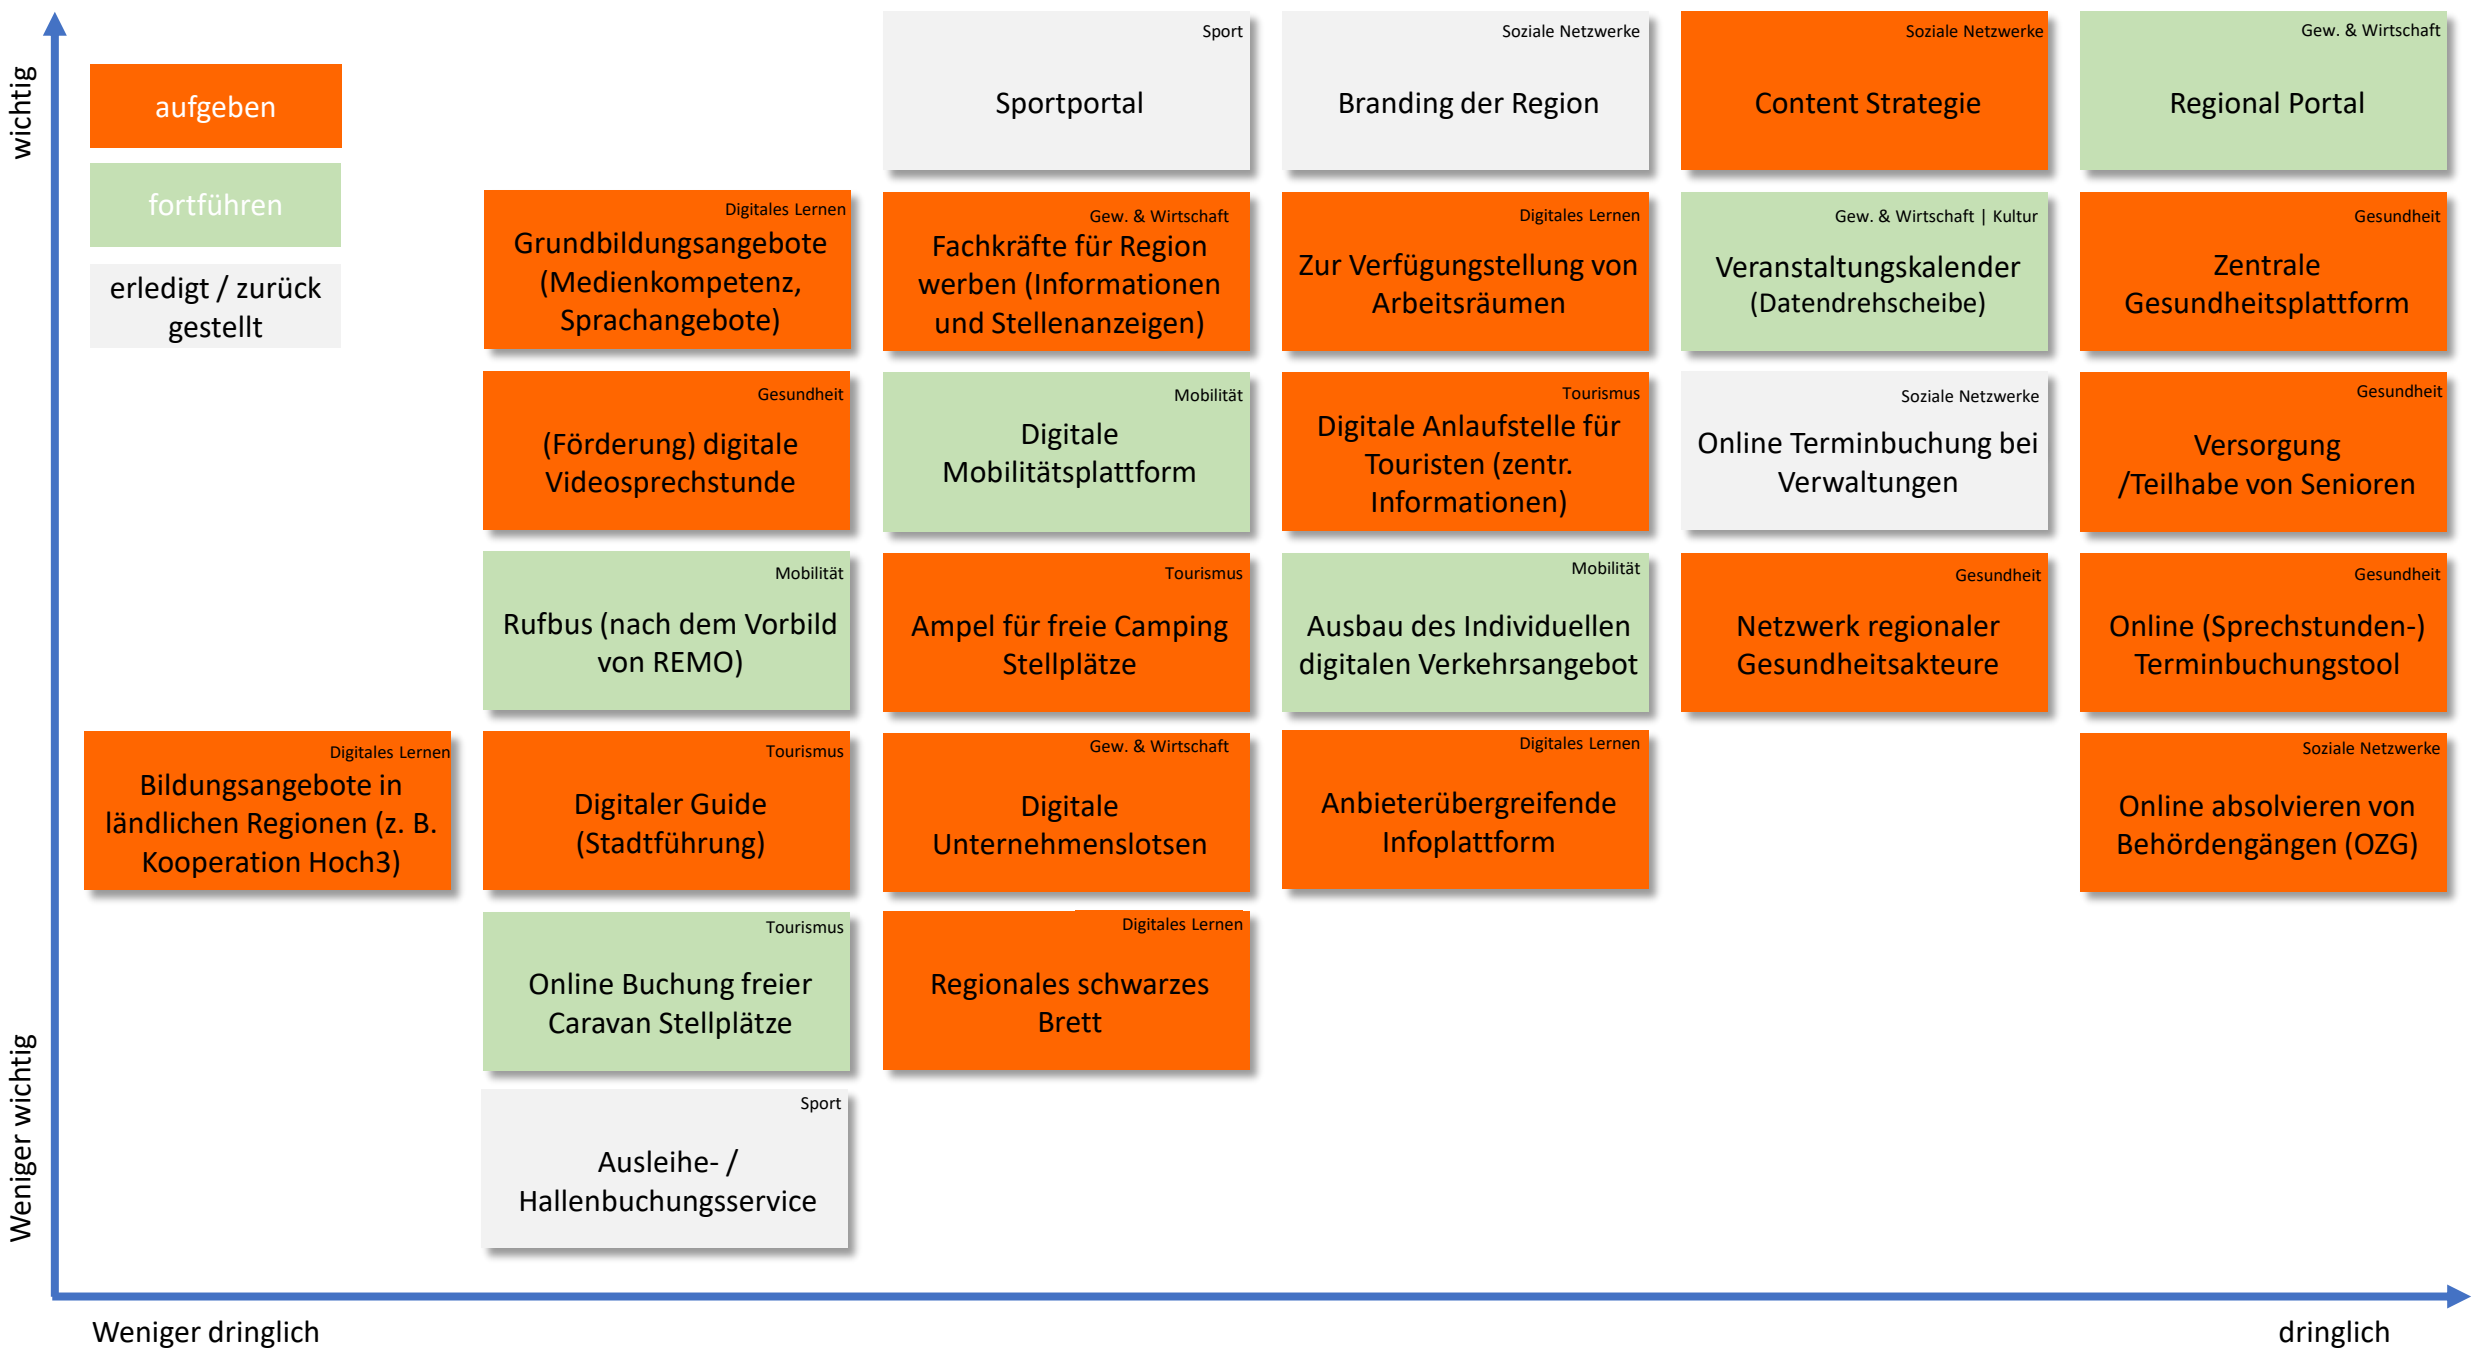 wichtig
aufgeben
fortführen
erledigt / zurück
gestellt
Sport
Sportportal
Soziale Netzwerke
Branding der Region
Soziale Netzwerke
Content Strategie
Gew. & Wirtschaft
Regional Portal
Digitales Lernen
Grundbildungsangebote
(Medienkompetenz,
Sprachangebote)
Gew. & Wirtschaft
Fachkräfte für Region
werben (Informationen
und Stellenanzeigen)
Digitales Lernen
Zur Verfügungstellung von
Arbeitsräumen
Gew. & Wirtschaft | Kultur
Veranstaltungskalender
(Datendrehscheibe)
Gesundheit
Zentrale
Gesundheitsplattform
Gesundheit
(Förderung) digitale
Videosprechstunde
Mobilität
Digitale
Mobilitätsplattform
Tourismus
Digitale Anlaufstelle für
Touristen (zentr.
Informationen)
Soziale Netzwerke
Online Terminbuchung bei
Verwaltungen
Gesundheit
Versorgung
/Teilhabe von Senioren
Mobilität
Rufbus (nach dem Vorbild
von REMO)
Tourismus
Ampel für freie Camping
Stellplätze
Mobilität
Ausbau des Individuellen
digitalen Verkehrsangebot
Gesundheit
Netzwerk regionaler
Gesundheitsakteure
Gesundheit
Online (Sprechstunden-)
Terminbuchungstool
Digitales Lernen
Bildungsangebote in
ländlichen Regionen (z. B.
Kooperation Hoch3)
Tourismus
Digitaler Guide
(Stadtführung)
Gew. & Wirtschaft
Digitale
Unternehmenslotsen
Digitales Lernen
Anbieterübergreifende
Infoplattform
Soziale Netzwerke
Online absolvieren von
Behördengängen (OZG)
Tourismus
Online Buchung freier
Caravan Stellplätze
Digitales Lernen
Regionales schwarzes
Brett
Sport
Ausleihe- /
Hallenbuchungsservice
Weniger wichtig
Weniger dringlich
dringlich